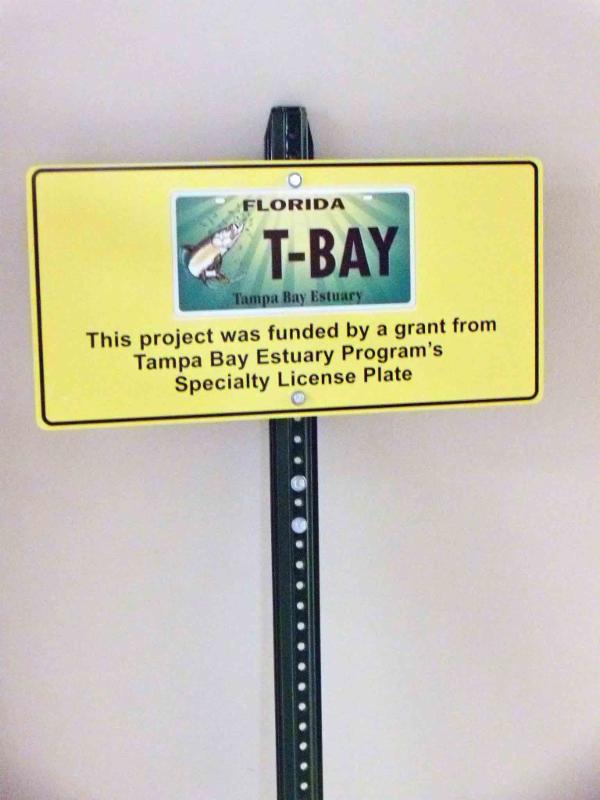 FLORIDA
T-BAY
Tampa Bay Estuary
This project was funded by a grant from
Tampa Bay Estuary Program's
Specialty License Plate